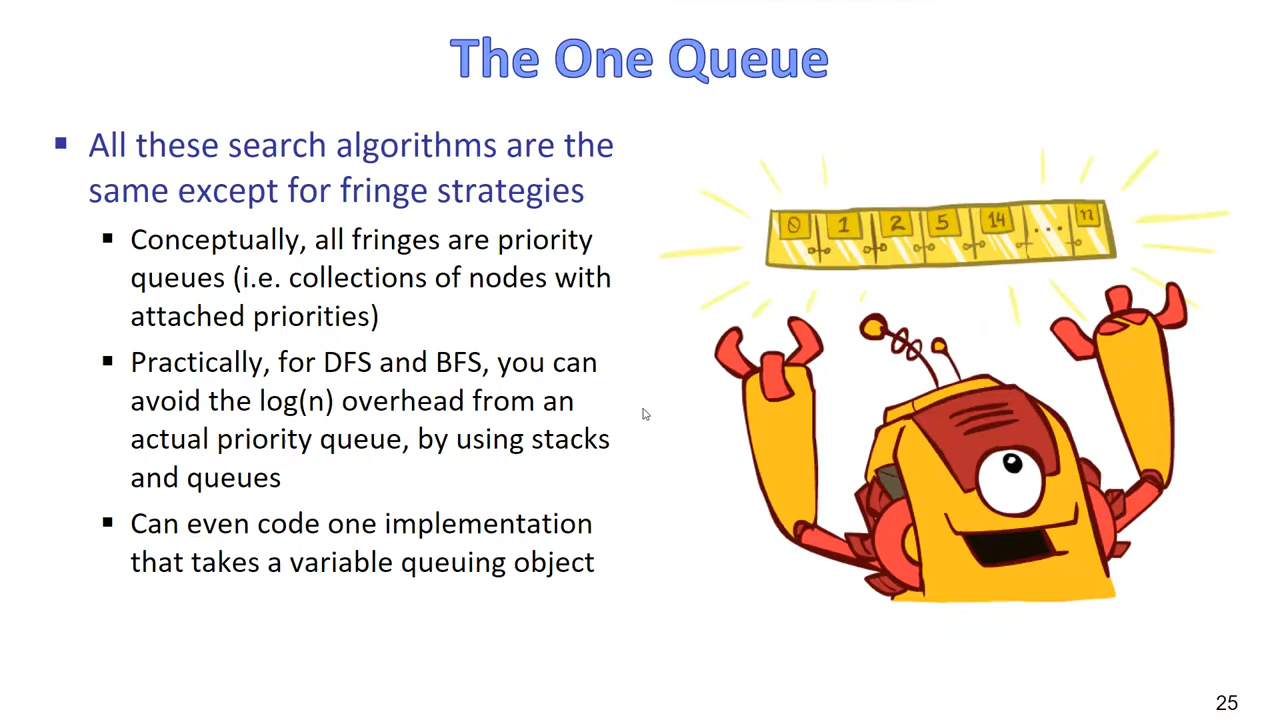 The One Queue
▪ All these search algorithms are the
same except for fringe strategies
▪ Conceptually, all fringes are priority
queues (i.e. collections of nodes with
attached priorities)
▪ Practically, for DFS and BFS, you can
avoid the log(n) overhead from an
actual priority queue, by using stacks
and queues
▪ Can even code one implementation
that takes a variable queuing object
0 1 2 5 14 ... n
25